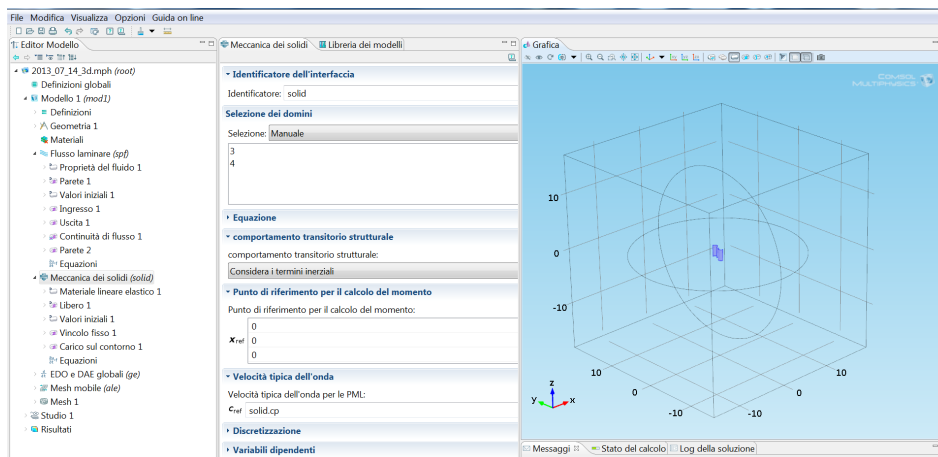 File Modifica Visualizza Opzioni Guida on line
Editor Modello
2013_07_14_3d.mph (root)
Definizioni globali
Modello 1 (mod1)
Definizioni
Geometria 1
Materiali
Flusso laminare (spf)
Proprietà del fluido 1
Parete 1
Valori iniziali 1
Ingresso 1
Uscita 1
Continuità di flusso 1
Parete 2
Equazioni
Meccanica dei solidi (solid)
Materiale lineare elastico 1
Libero 1
Valori iniziali 1
Vincolo fisso 1
Carico sul contorno 1
Equazioni
EDO e DAE globali (ge)
Mesh mobile (ale)
Mesh 1
Studio 1
Risultati
Meccanica dei solidi Libreria dei modelli
Identificatore dell'interfaccia
Identificatore: solid
Selezione dei domini
Selezione: Manuale
3
4
Equazione
comportamento transitorio strutturale
comportamento transitorio strutturale:
Considera i termini inerziali
Punto di riferimento per il calcolo del momento
Punto di riferimento per il calcolo del momento:
0
xref 0
0
Velocità tipica dell'onda
Velocità tipica dell'onda per le PML:
cref solid.cp
Discretizzazione
Variabili dipendenti
Grafica
COMSOL
MULTIPHYSICS
10
0
-10
10
0
-10
-10
0
10
z
y x
Messaggi Stato del calcolo Log della soluzione